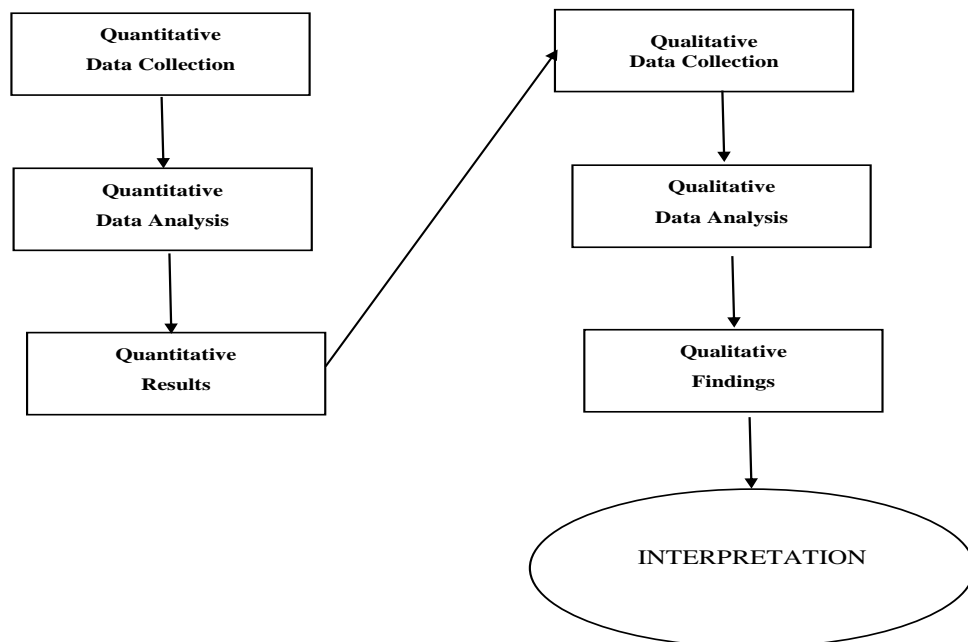 Quantitative
Data Collection
Quantitative
Data Analysis
Quantitative
Results
Qualitative
Data Collection
Qualitative
Data Analysis
Qualitative
Findings
INTERPRETATION